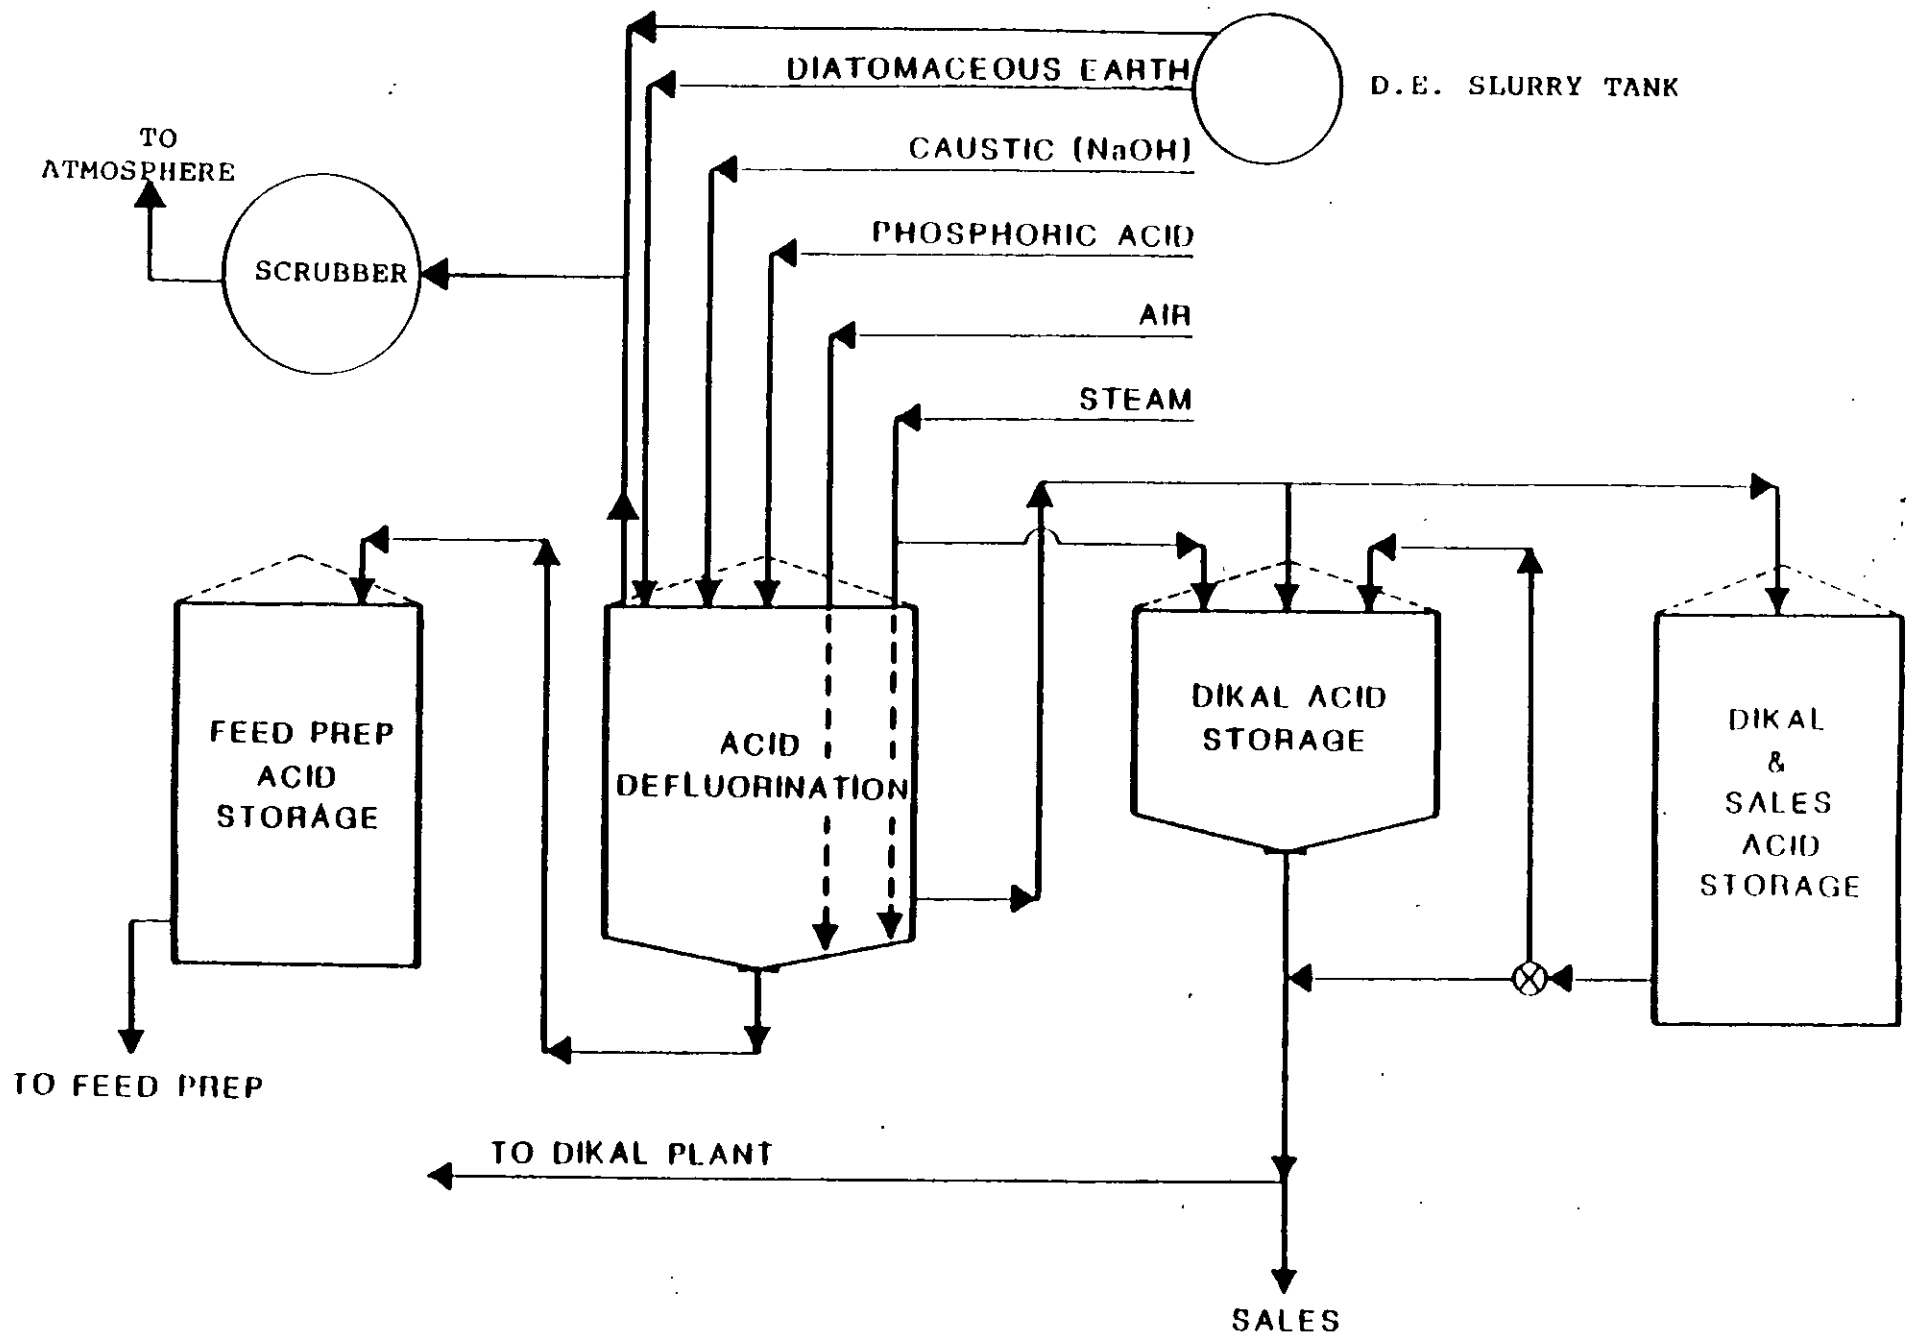 DIATOMACEOUS EARTH
D.E. SLURRY TANK
TO
ATMOSPHERE
CAUSTIC (NaOH)
PHOSPHORIC ACID
SCRUBBER
AIR
STEAM
FEED PREP
ACID
STORAGE
ACID
DEFLUORINATION
DIKAL ACID
STORAGE
DIKAL
&
SALES
ACID
STORAGE
TO FEED PREP
TO DIKAL PLANT
SALES